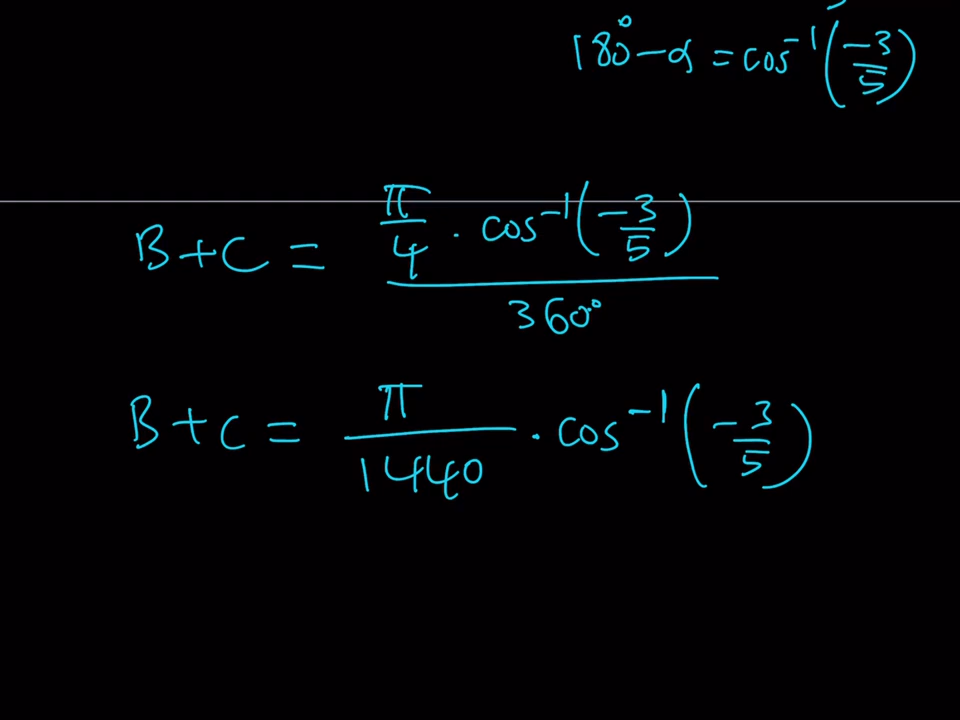 180° - α = cos⁻¹(-3/5)
B + C = (π/4 · cos⁻¹(-3/5))/360°
B + C = π/1440 · cos⁻¹(-3/5)